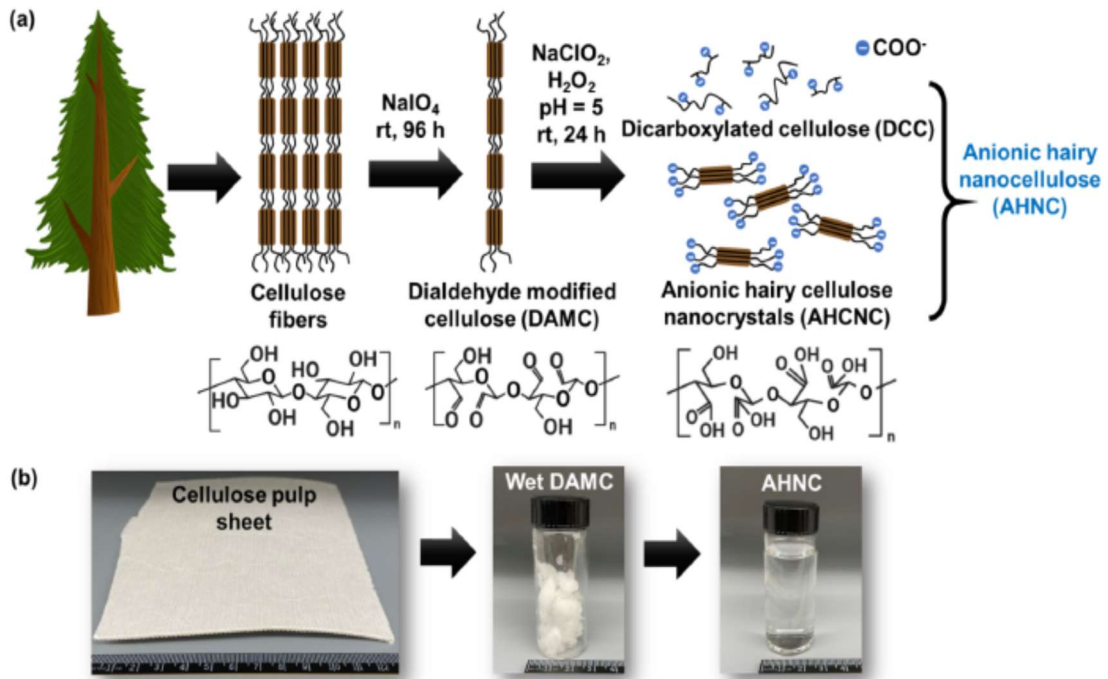 (a)
NaIO₄
rt, 96 h
NaClO₂,
H₂O₂
pH = 5
rt, 24 h
COO⁻
Dicarboxylated cellulose (DCC)
Anionic hairy
nanocellulose
(AHNC)
Cellulose
fibers
Dialdehyde modified
cellulose (DAMC)
Anionic hairy cellulose
nanocrystals (AHCNC)
OH
HO
OH
O
O
HO
OH
O
O
OH
n
OH
O
O
O
O
O
O
O
OH
n
OH
O
OH
O
OH
O
O
O
O
OH
O
OH
OH
n
(b)
Cellulose pulp
sheet
Wet DAMC
AHNC